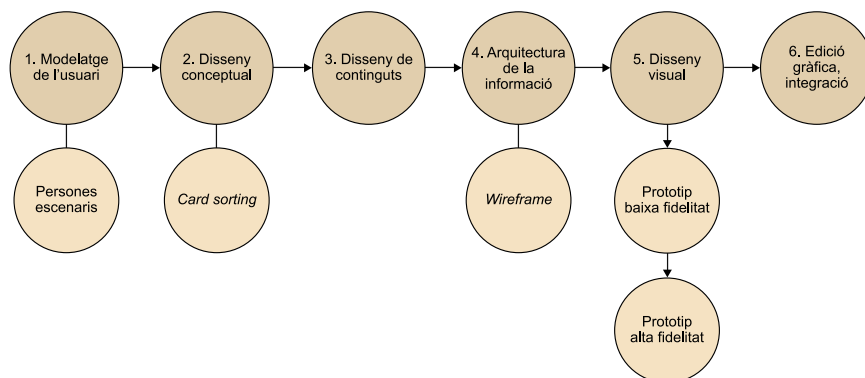 1. Modelatge
de l'usuari
2. Disseny
conceptual
3. Disseny de
continguts
4. Arquitectura
de la
informació
5. Disseny
visual
6. Edició
gràfica,
integració
Persones
escenaris
Card sorting
Wireframe
Prototip
baixa fidelitat
Prototip
alta fidelitat